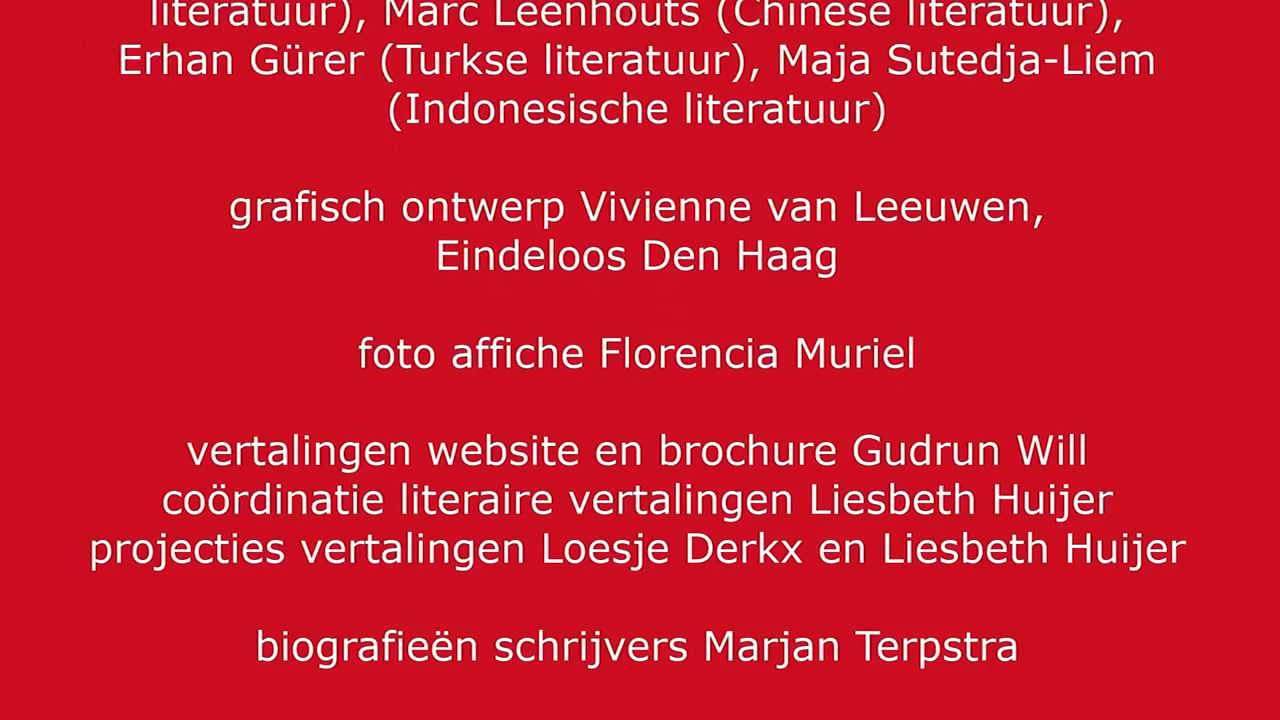 literatuur), Marc Leenhouts (Chinese literatuur),
Erhan Gürer (Turkse literatuur), Maja Sutedja-Liem
(Indonesische literatuur)
grafisch ontwerp Vivienne van Leeuwen,
Eindeloos Den Haag
foto affiche Florencia Muriel
vertalingen website en brochure Gudrun Will
coördinatie literaire vertalingen Liesbeth Huijer
projecties vertalingen Loesje Derkx en Liesbeth Huijer
biografieën schrijvers Marjan Terpstra